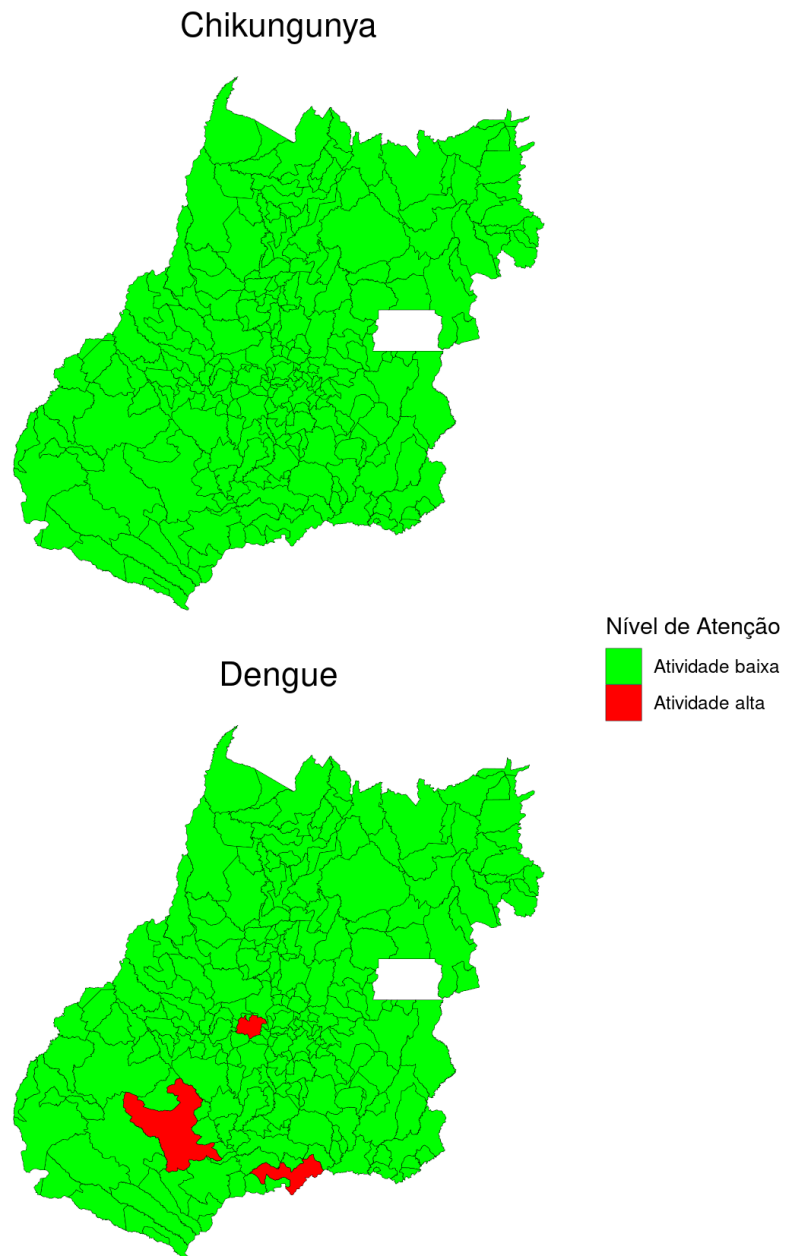 Chikungunya
Nível de Atenção
Atividade baixa
Atividade alta
Dengue